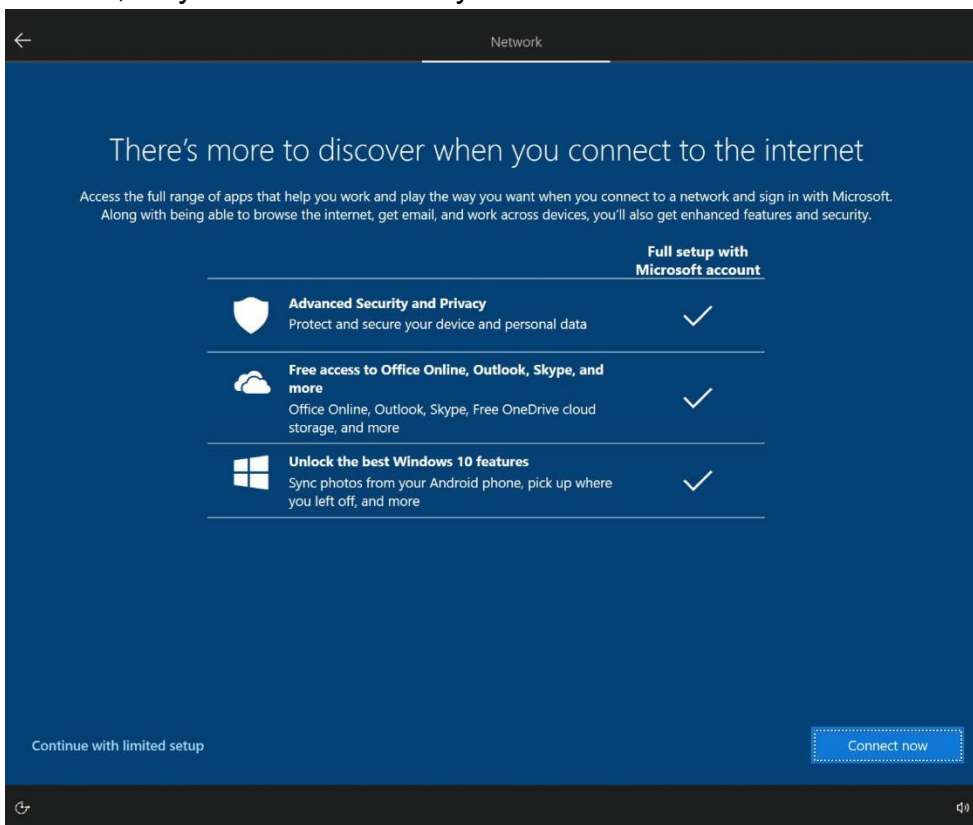 Network
There's more to discover when you connect to the internet
Access the full range of apps that help you work and play the way you want when you connect to a network and sign in with Microsoft.
Along with being able to browse the internet, get email, and work across devices, you'll also get enhanced features and security.
Full setup with
Microsoft account
Advanced Security and Privacy
Protect and secure your device and personal data
Free access to Office Online, Outlook, Skype, and
more
Office Online, Outlook, Skype, Free OneDrive cloud
storage, and more
Unlock the best Windows 10 features
Sync photos from your Android phone, pick up where
you left off, and more
Continue with limited setup
Connect now